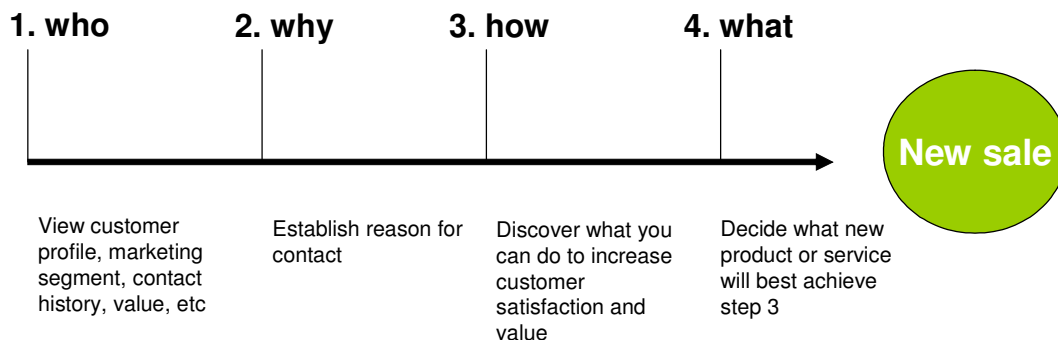 1. who
2. why
3. how
4. what
New sale
View customer
profile, marketing
segment, contact
history, value, etc
Establish reason for
contact
Discover what you
can do to increase
customer
satisfaction and
value
Decide what new
product or service
will best achieve
step 3